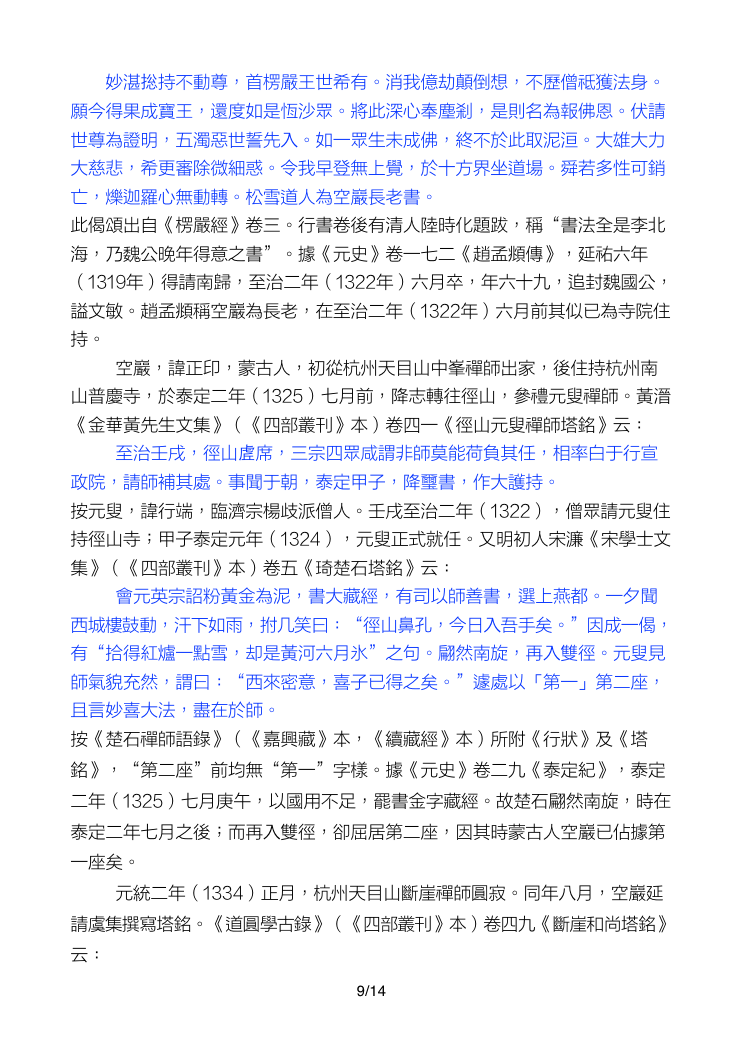 妙湛捴持不動尊，首楞嚴王世希有。消我億劫顛倒想，不歷僧祇獲法身。
願今得果成寶王，還度如是恆沙眾。將此深心奉塵剎，是則名為報佛恩。伏請
世尊為證明，五濁惡世誓先入。如一眾生未成佛，終不於此取泥洹。大雄大力
大慈悲，希更審除微細惑。令我早登無上覺，於十方界坐道場。舜若多性可銷
亡，爍迦羅心無動轉。松雪道人為空巖長老書。
此偈頌出自《楞嚴經》卷三。行書卷後有清人陸時化題跋，稱“書法全是李北
海，乃魏公晚年得意之書”。據《元史》卷一七二《趙孟頫傳》，延祐六年
（1319年）得請南歸，至治二年（1322年）六月卒，年六十九，追封魏國公，
謚文敏。趙孟頫稱空巖為長老，在至治二年（1322年）六月前其似已為寺院住
持。
空巖，諱正印，蒙古人，初從杭州天目山中峯禪師出家，後住持杭州南
山普慶寺，於泰定二年（1325）七月前，降志轉往徑山，參禮元叟禪師。黃溍
《金華黃先生文集》（《四部叢刊》本）卷四一《徑山元叟禪師塔銘》云：
至治壬戌，徑山虗席，三宗四眾咸謂非師莫能荷負其任，相率白于行宣
政院，請師補其處。事聞于朝，泰定甲子，降璽書，作大護持。
按元叟，諱行端，臨濟宗楊歧派僧人。壬戌至治二年（1322），僧眾請元叟住
持徑山寺；甲子泰定元年（1324），元叟正式就任。又明初人宋濂《宋學士文
集》（《四部叢刊》本）卷五《琦楚石塔銘》云：
會元英宗詔粉黃金為泥，書大藏經，有司以師善書，選上燕都。一夕聞
西城樓鼓動，汗下如雨，拊几笑曰：“徑山鼻孔，今日入吾手矣。”因成一偈，
有“拾得紅爐一點雪，却是黃河六月氷”之句。翩然南旋，再入雙徑。元叟見
師氣貌充然，謂曰：“西來密意，喜子已得之矣。”遽處以「第一」第二座，
且言妙喜大法，盡在於師。
按《楚石禪師語錄》（《嘉興藏》本，《續藏經》本）所附《行狀》及《塔
銘》，“第二座”前均無“第一”字樣。據《元史》卷二九《泰定紀》，泰定
二年（1325）七月庚午，以國用不足，罷書金字藏經。故楚石翩然南旋，時在
泰定二年七月之後；而再入雙徑，卻屈居第二座，因其時蒙古人空巖已佔據第
一座矣。
元統二年（1334）正月，杭州天目山斷崖禪師圓寂。同年八月，空巖延
請虞集撰寫塔銘。《道圓學古錄》（《四部叢刊》本）卷四九《斷崖和尚塔銘》
云：
9/14